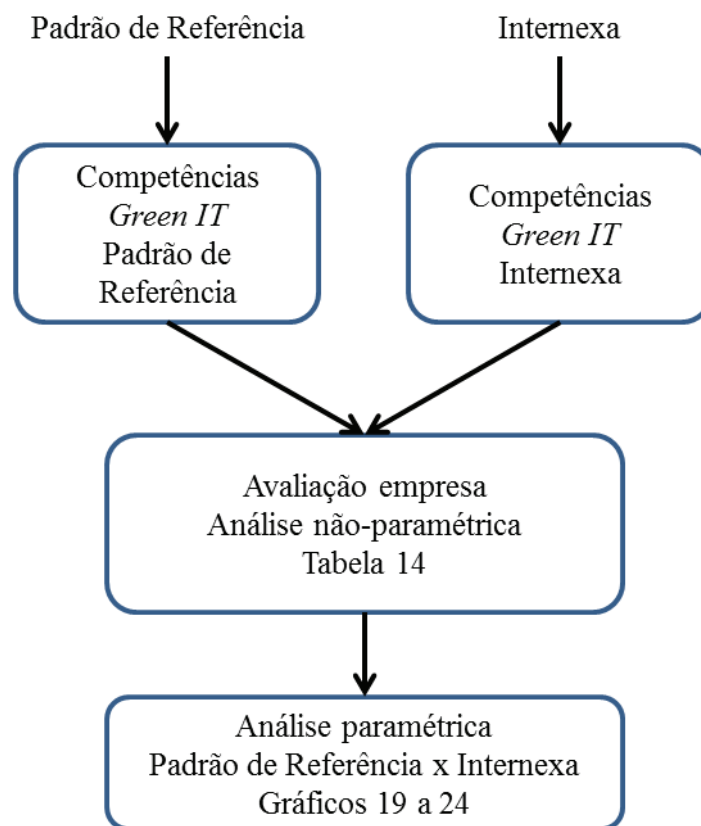 Padrão de Referência
Internexa
Competências
Green IT
Padrão de
Referência
Competências
Green IT
Internexa
Avaliação empresa
Análise não-paramétrica
Tabela 14
Análise paramétrica
Padrão de Referência x Internexa
Gráficos 19 a 24